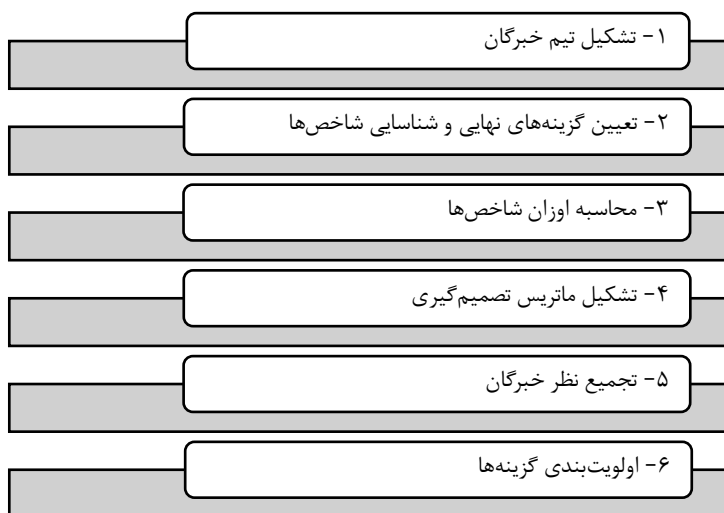 ۱- تشکیل تیم خبرگان
۲- تعیین گزینه‌های نهایی و شناسایی شاخص‌ها
۳- محاسبه اوزان شاخص‌ها
۴- تشکیل ماتریس تصمیم‌گیری
۵- تجمیع نظر خبرگان
۶- اولویت‌بندی گزینه‌ها